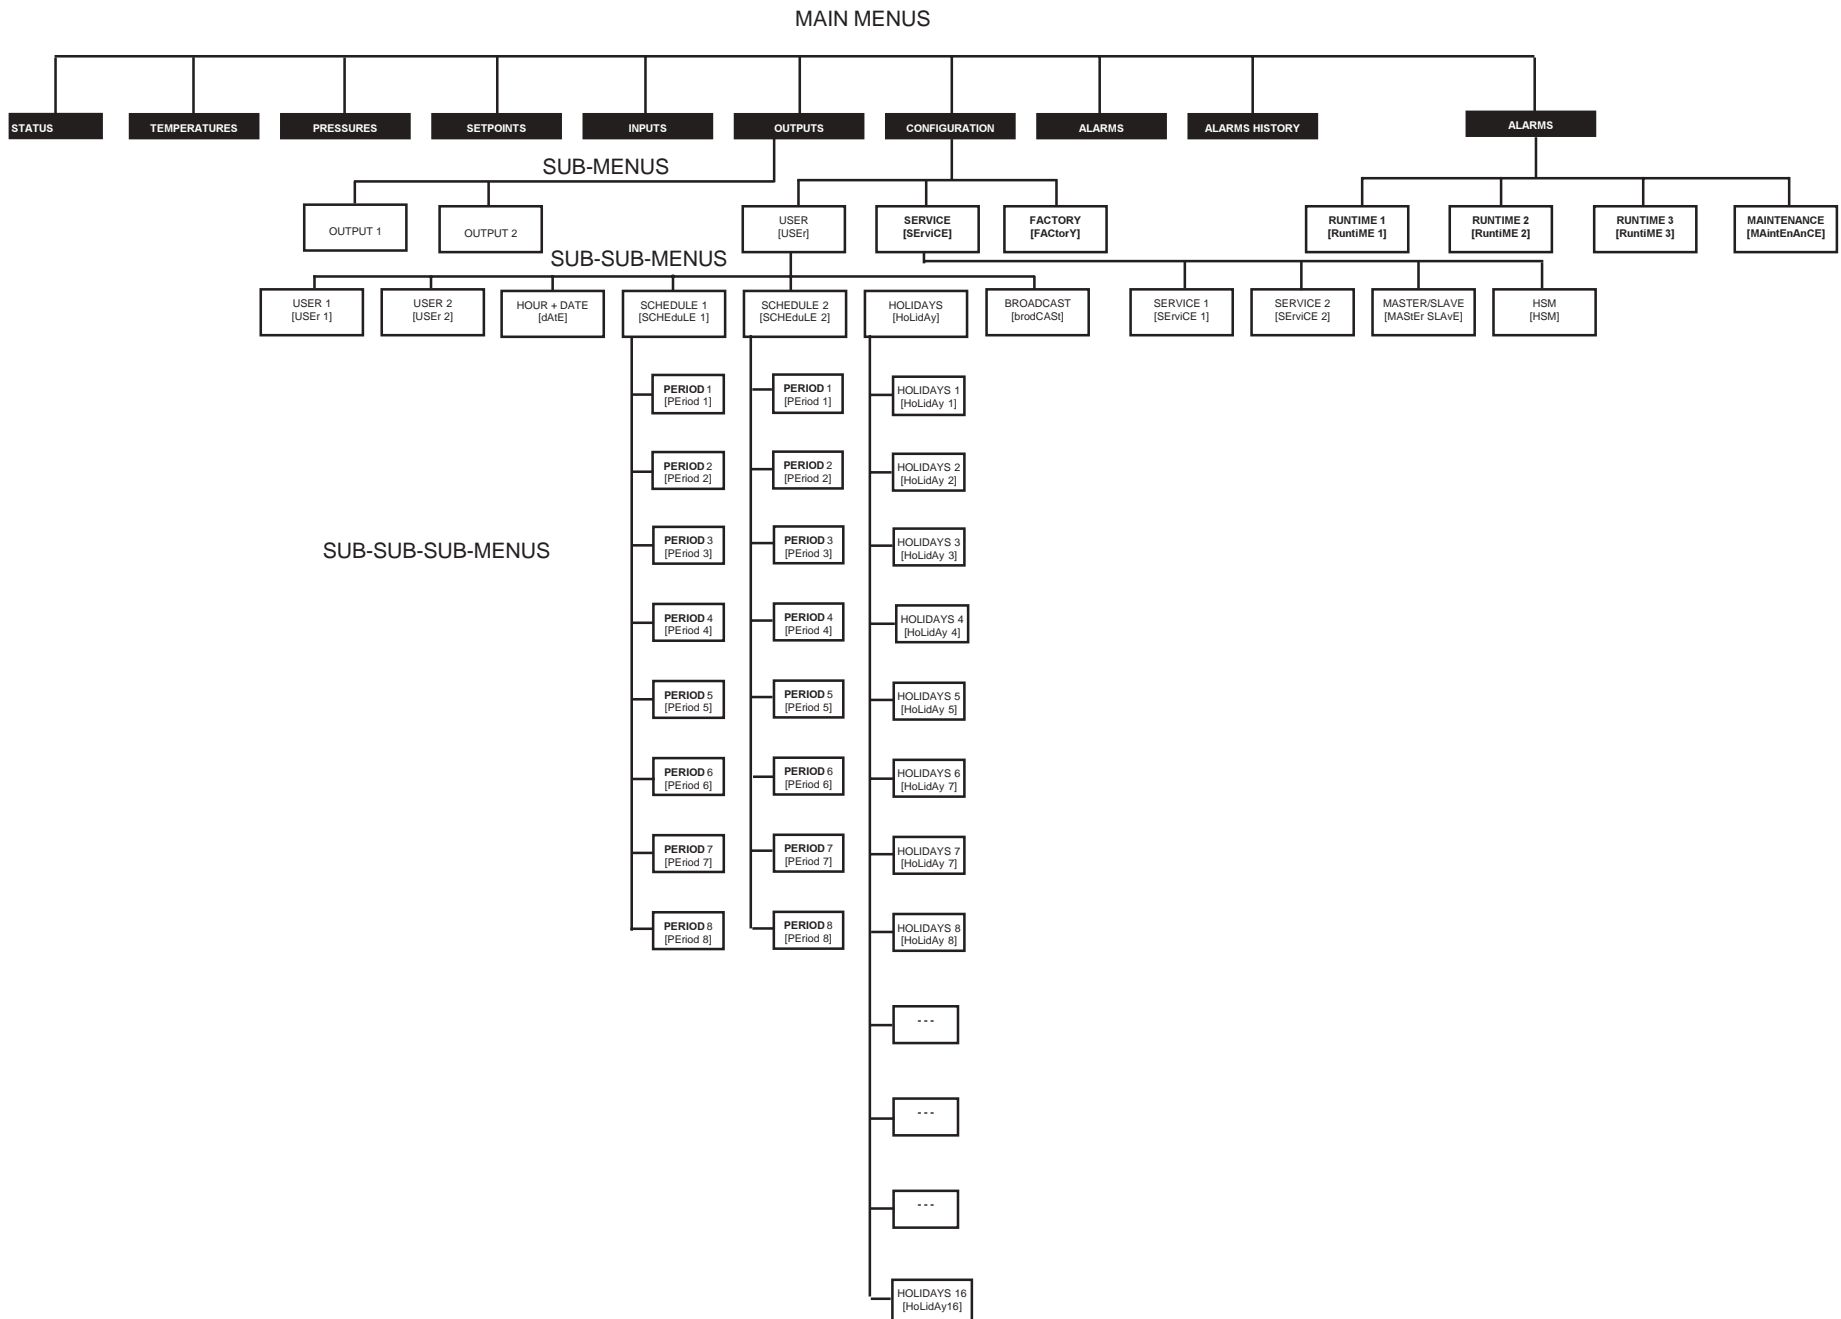 MAIN MENUS
STATUS
TEMPERATURES
PRESSURES
SETPOINTS
INPUTS
OUTPUTS
CONFIGURATION
ALARMS
ALARMS HISTORY
ALARMS
SUB-MENUS
OUTPUT 1
OUTPUT 2
USER
[USEr]
SERVICE
[SErviCE]
FACTORY
[FACtorY]
RUNTIME 1
[RuntiME 1]
RUNTIME 2
[RuntiME 2]
RUNTIME 3
[RuntiME 3]
MAINTENANCE
[MAintEnAnCE]
SUB-SUB-MENUS
USER 1
[USEr 1]
USER 2
[USEr 2]
HOUR + DATE
[dAtE]
SCHEDULE 1
[SCHEduLE 1]
SCHEDULE 2
[SCHEduLE 2]
HOLIDAYS
[HoLidAy]
BROADCAST
[brodCASt]
SERVICE 1
[SErviCE 1]
SERVICE 2
[SErviCE 2]
MASTER/SLAVE
[MAStEr SLAvE]
HSM
[HSM]
SUB-SUB-SUB-MENUS
PERIOD 1
[PEriod 1]
PERIOD 2
[PEriod 2]
PERIOD 3
[PEriod 3]
PERIOD 4
[PEriod 4]
PERIOD 5
[PEriod 5]
PERIOD 6
[PEriod 6]
PERIOD 7
[PEriod 7]
PERIOD 8
[PEriod 8]
PERIOD 1
[PEriod 1]
PERIOD 2
[PEriod 2]
PERIOD 3
[PEriod 3]
PERIOD 4
[PEriod 4]
PERIOD 5
[PEriod 5]
PERIOD 6
[PEriod 6]
PERIOD 7
[PEriod 7]
PERIOD 8
[PEriod 8]
HOLIDAYS 1
[HoLidAy 1]
HOLIDAYS 2
[HoLidAy 2]
HOLIDAYS 3
[HoLidAy 3]
HOLIDAYS 4
[HoLidAy 4]
HOLIDAYS 5
[HoLidAy 5]
HOLIDAYS 6
[HoLidAy 7]
HOLIDAYS 7
[HoLidAy 7]
HOLIDAYS 8
[HoLidAy 8]
---
---
---
HOLIDAYS 16
[HoLidAy16]